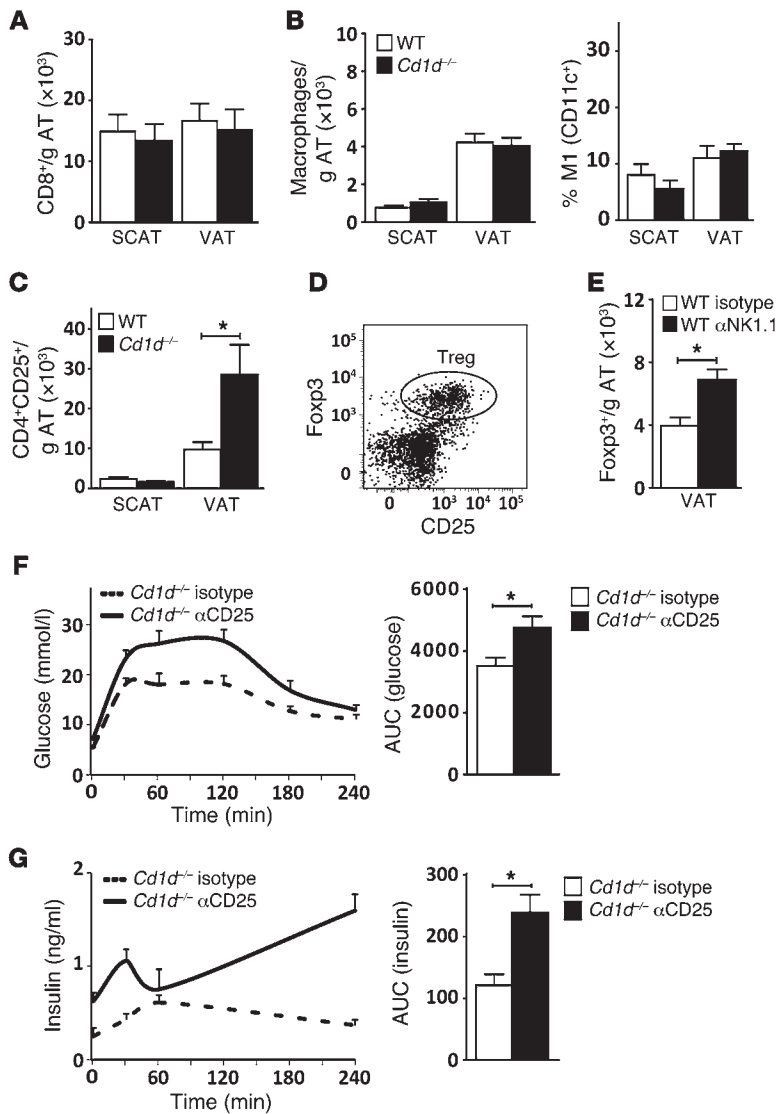 A
CD8+/g AT (×10³)
30
20
10
0
SCAT VAT
B
Macrophages/
g AT (×10³)
10
8
6
4
2
0
WT
Cd1d–/–
SCAT VAT
% M1 (CD11c+)
30
20
10
0
SCAT VAT
C
CD4+CD25+/
g AT (×10³)
40
30
20
10
0
WT
Cd1d–/–
*
SCAT VAT
D
Foxp3
10⁵
10⁴
10³
0
Treg
0 10³ 10⁴ 10⁵
CD25
E
Foxp3+/g AT (×10³)
12
8
4
0
WT isotype
WT αNK1.1
*
VAT
F
Glucose (mmol/l)
30
20
10
0
Cd1d–/– isotype
Cd1d–/– αCD25
0 60 120 180 240
Time (min)
AUC (glucose)
6000
4000
2000
0
*
Cd1d–/– isotype
Cd1d–/– αCD25
G
Insulin (ng/ml)
2
1
0
Cd1d–/– isotype
Cd1d–/– αCD25
0 60 120 180 240
Time (min)
AUC (insulin)
300
200
100
0
*
Cd1d–/– isotype
Cd1d–/– αCD25